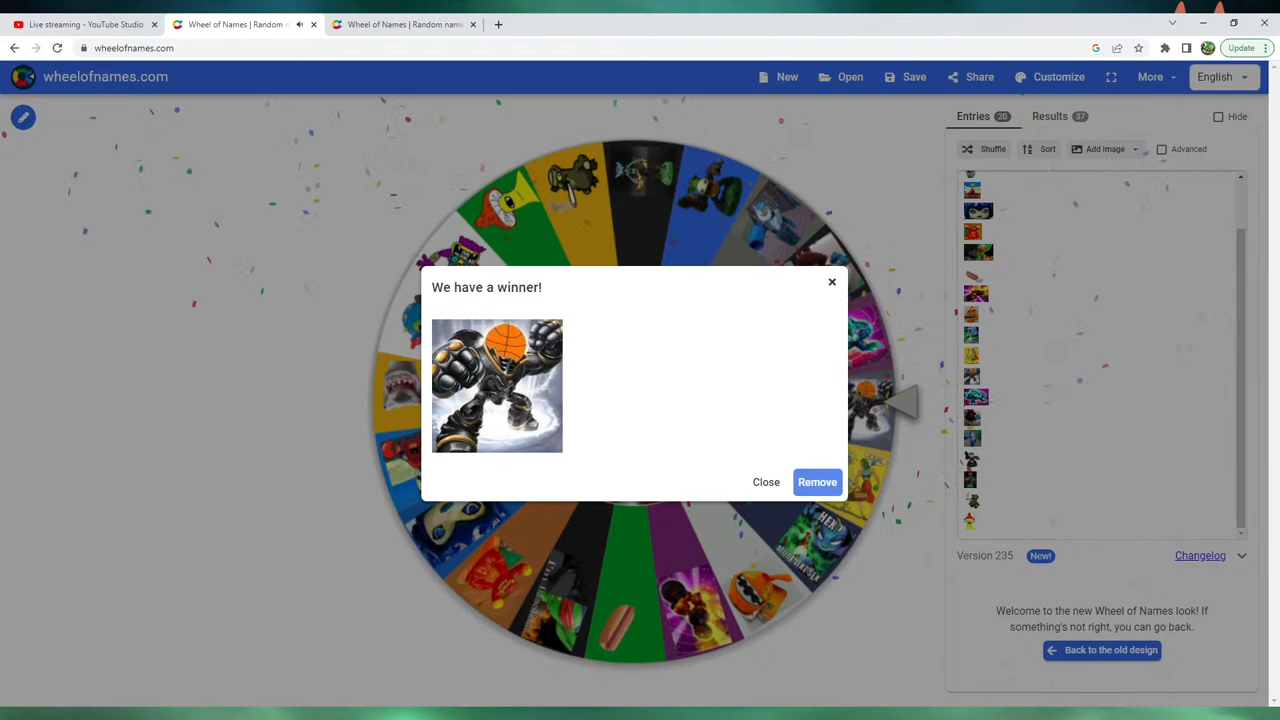 Live streaming - YouTube Studio
Wheel of Names | Random n
Wheel of Names | Random name
wheelofnames.com
Update
wheelofnames.com
New
Open
Save
Share
Customize
More
English
Entries 20
Results 37
Hide
Shuffle
Sort
Add image
Advanced
We have a winner!
Close
Remove
HEX
Version 235
New!
Changelog
Welcome to the new Wheel of Names look! If
something's not right, you can go back.
Back to the old design